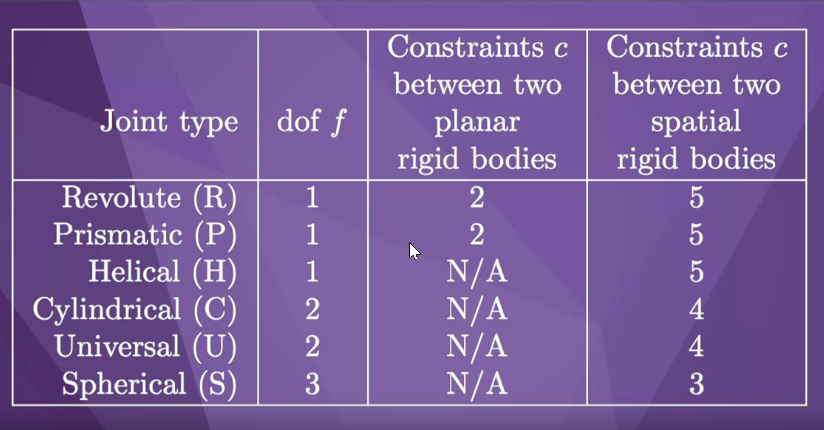 Joint type | dof f | Constraints c between two planar rigid bodies | Constraints c between two spatial rigid bodies
Revolute (R) | 1 | 2 | 5
Prismatic (P) | 1 | 2 | 5
Helical (H) | 1 | N/A | 5
Cylindrical (C) | 2 | N/A | 4
Universal (U) | 2 | N/A | 4
Spherical (S) | 3 | N/A | 3